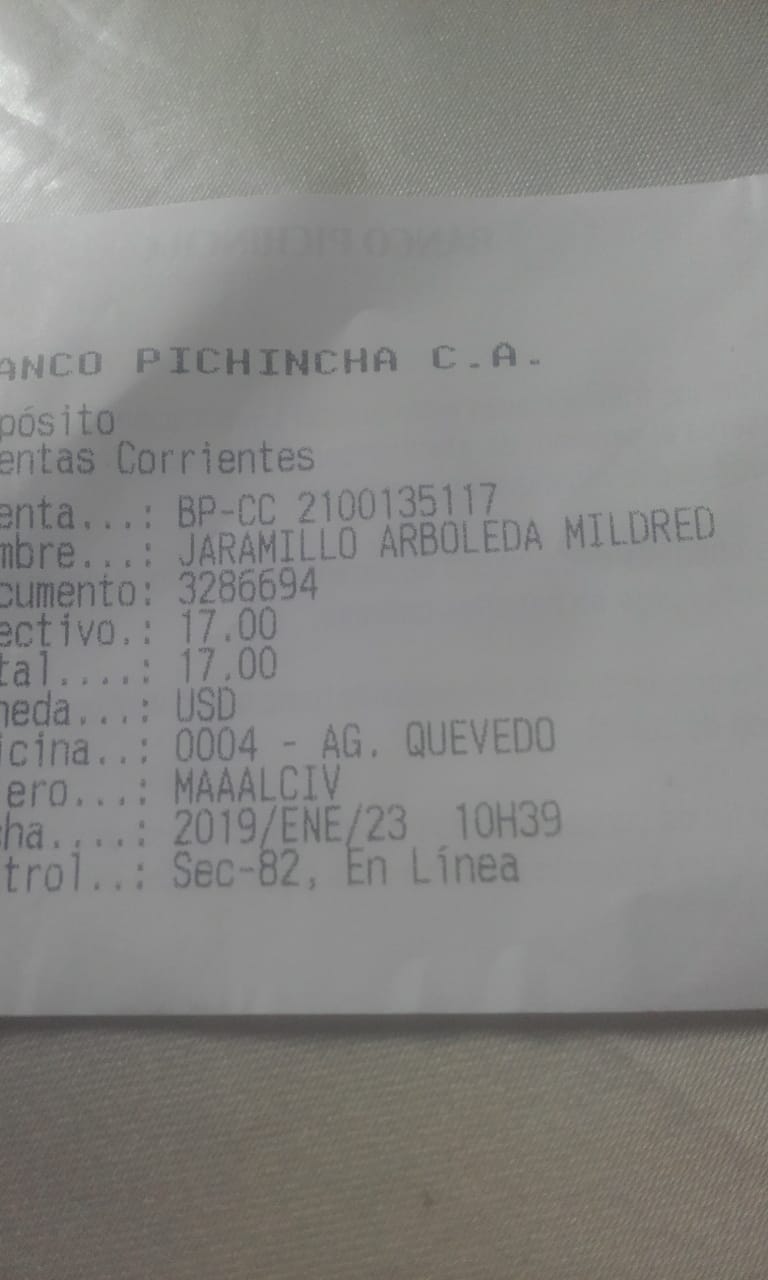 ANCO PICHINCHA C.A.
pósito
entas Corrientes
enta...: BP-CC 2100135117
mbre...: JARAMILLO ARBOLEDA MILDRED
cumento: 3286694
ectivo.: 17.00
tal....: 17.00
neda...: USD
icina..: 0004 - AG. QUEVEDO
ero...: MAAALCIV
cha....: 2019/ENE/23 10H39
trol..: Sec-82, En Línea